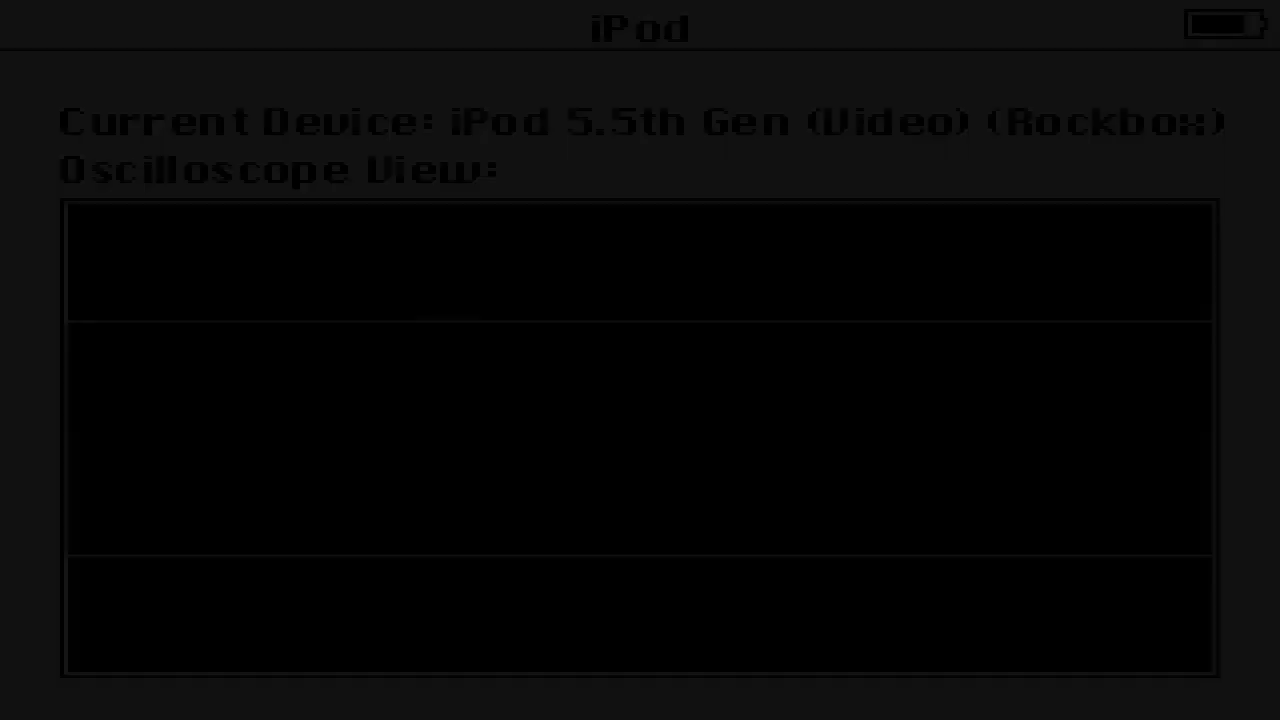 iPod
Current Device: iPod 5.5th Gen (Video) (Rockbox)
Oscilloscope View: